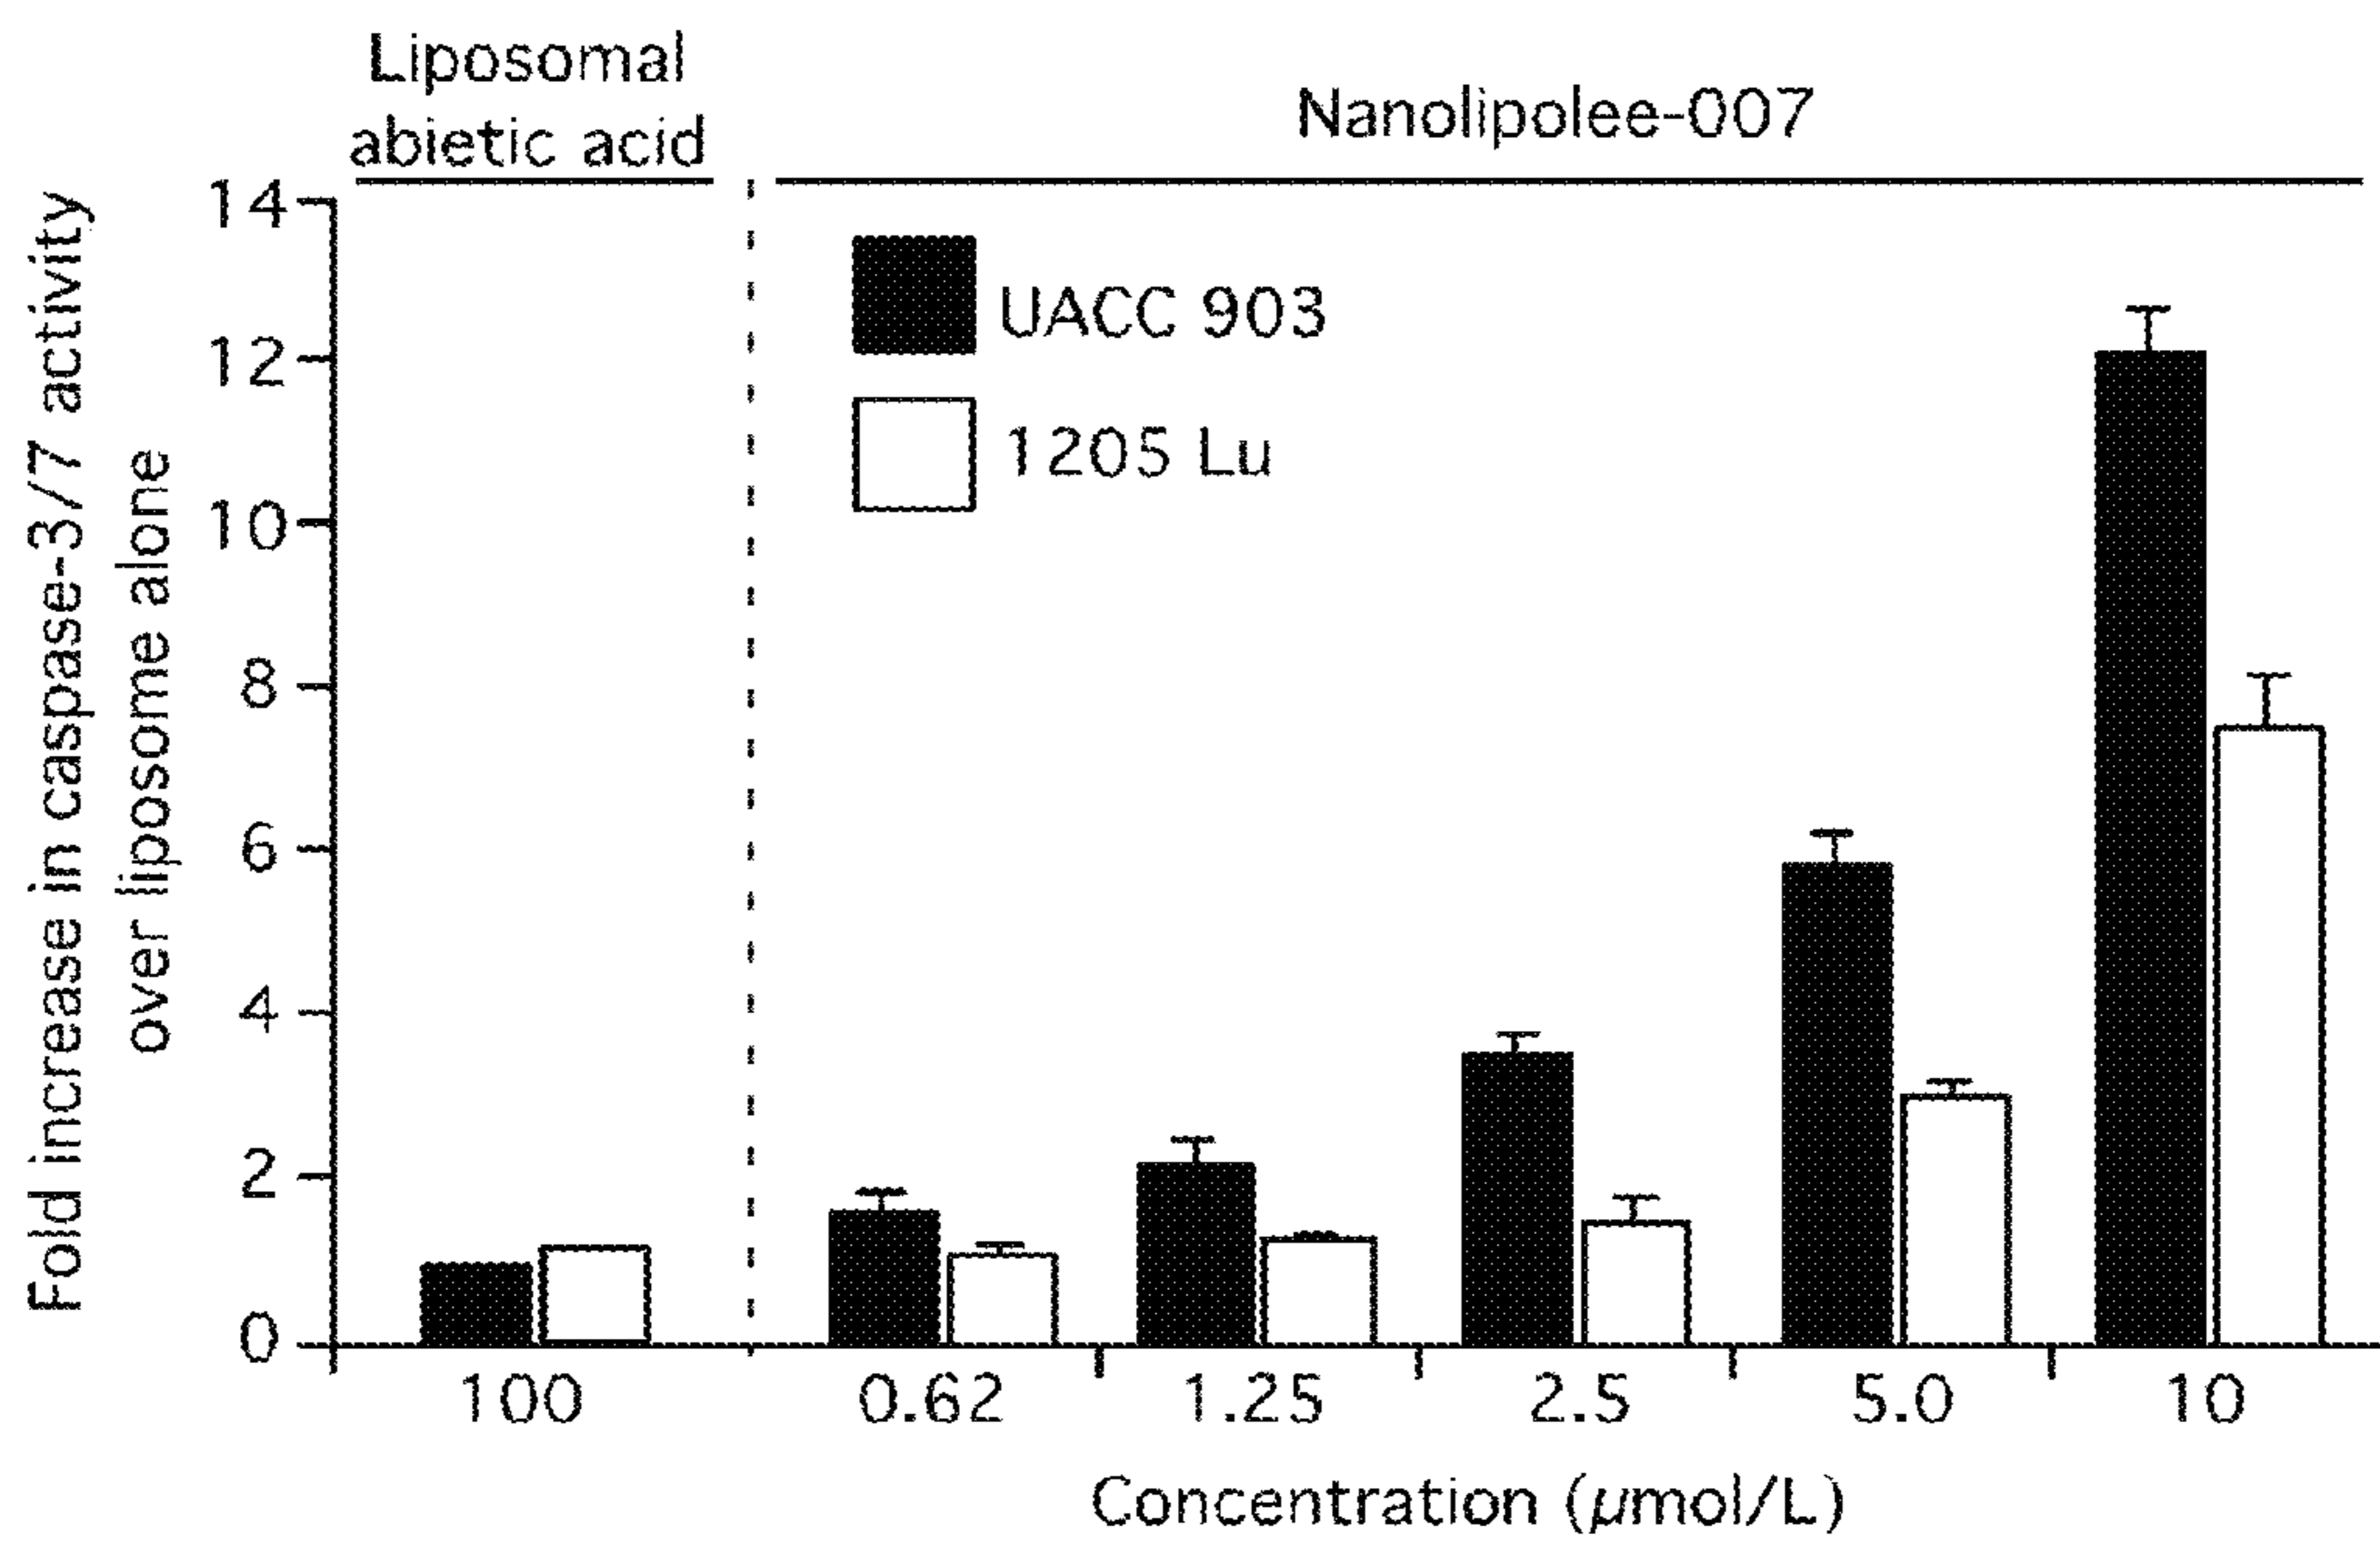 Liposomal
abietic acid
Nanolipolee-007
Fold increase in caspase-3/7 activity
over liposome alone
14
12
10
8
6
4
2
0
UACC 903
1205 Lu
100
0.62
1.25
2.5
5.0
10
Concentration (μmol/L)